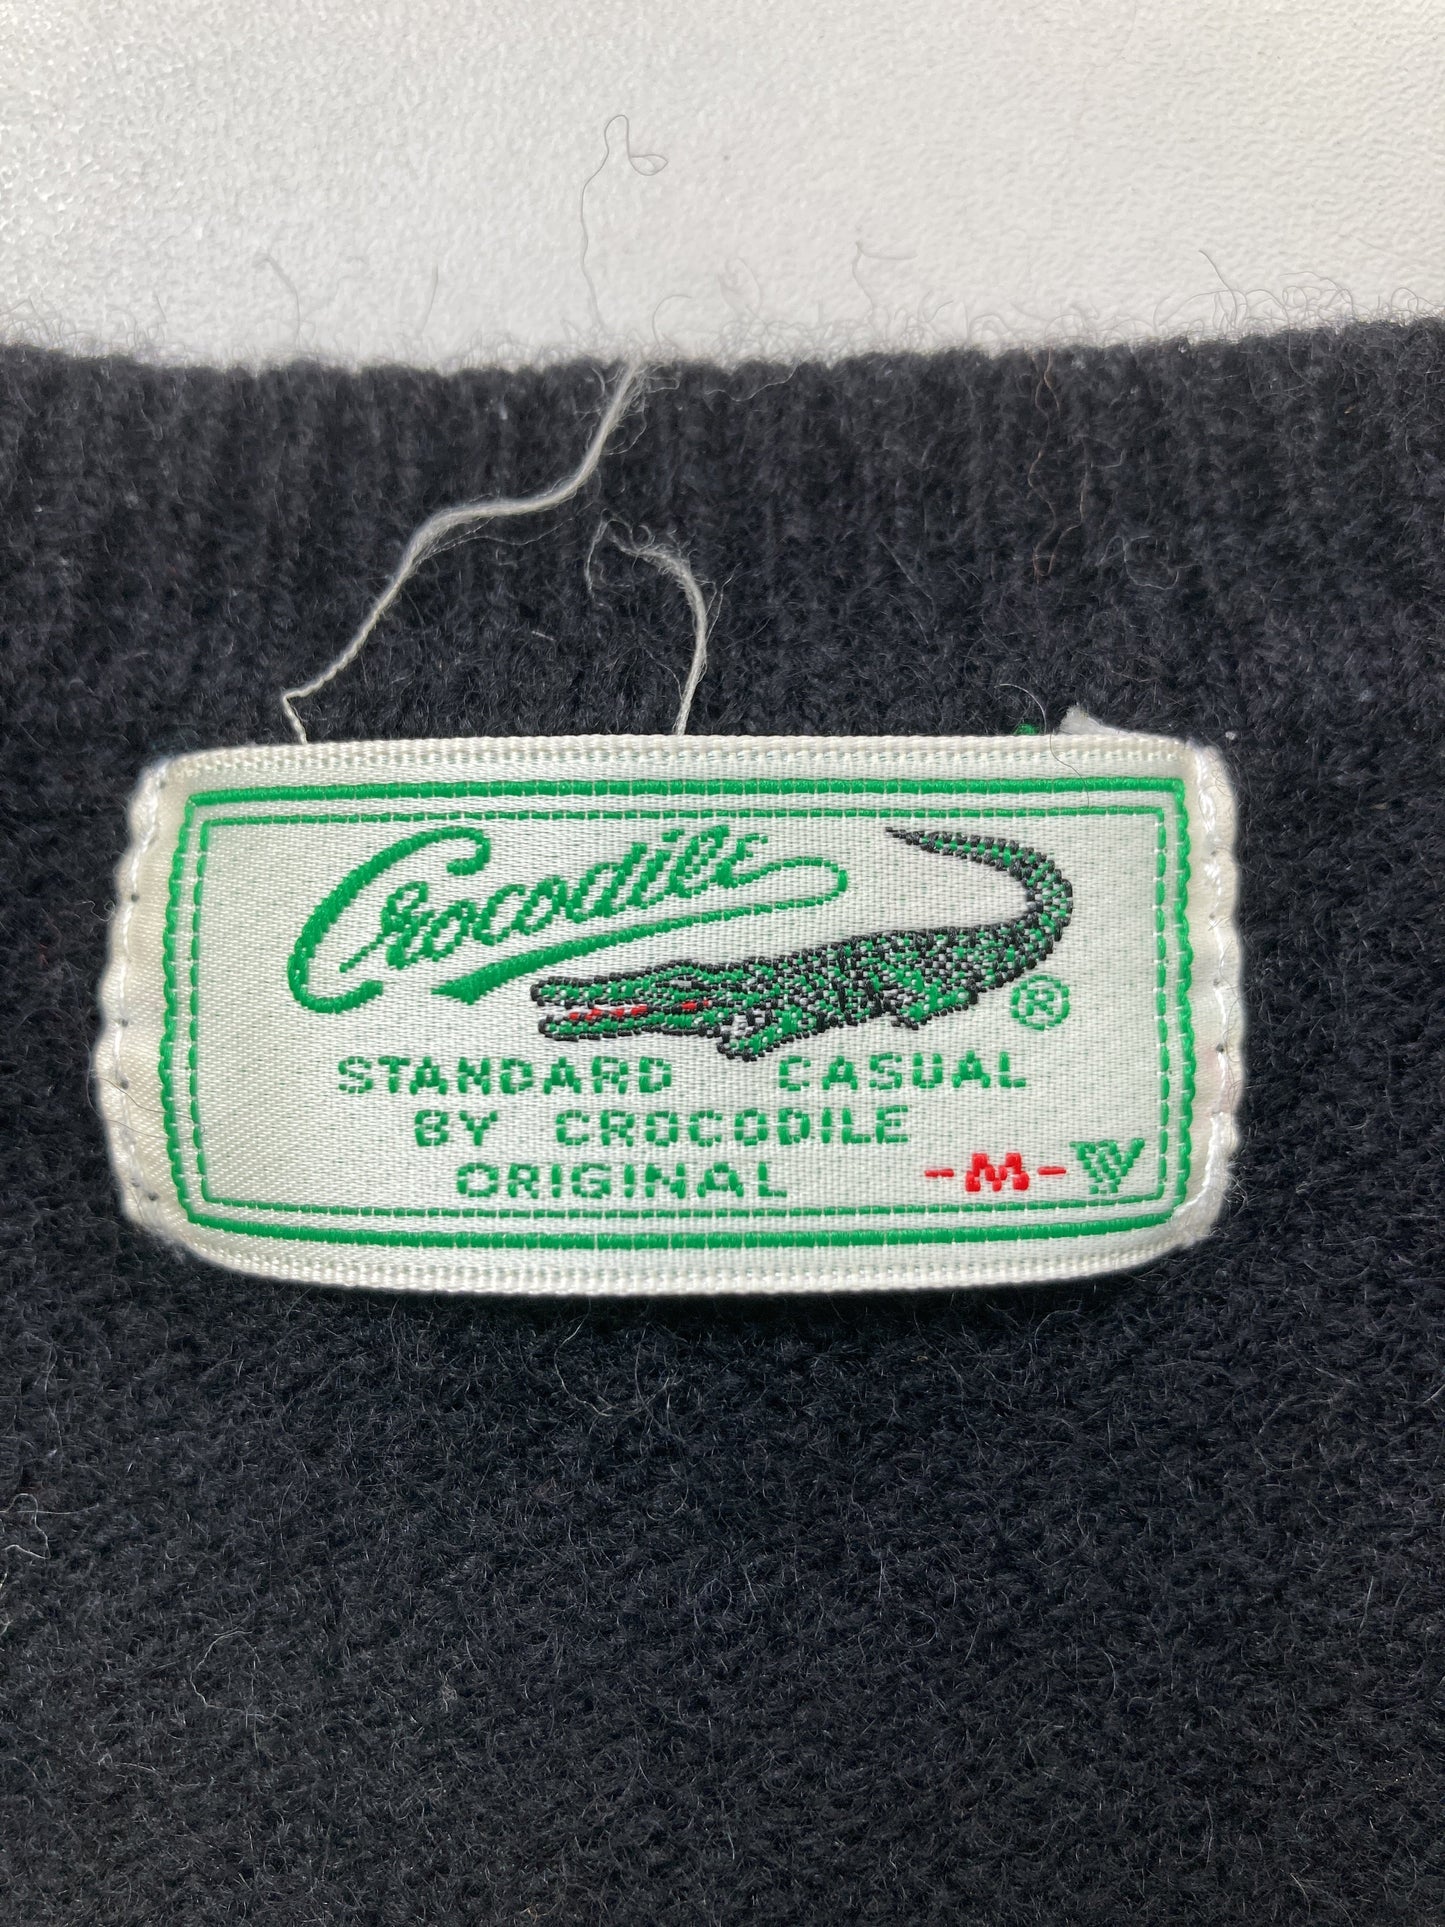 Crocodile
®
STANDARD CASUAL
BY CROCODILE
ORIGINAL -M-